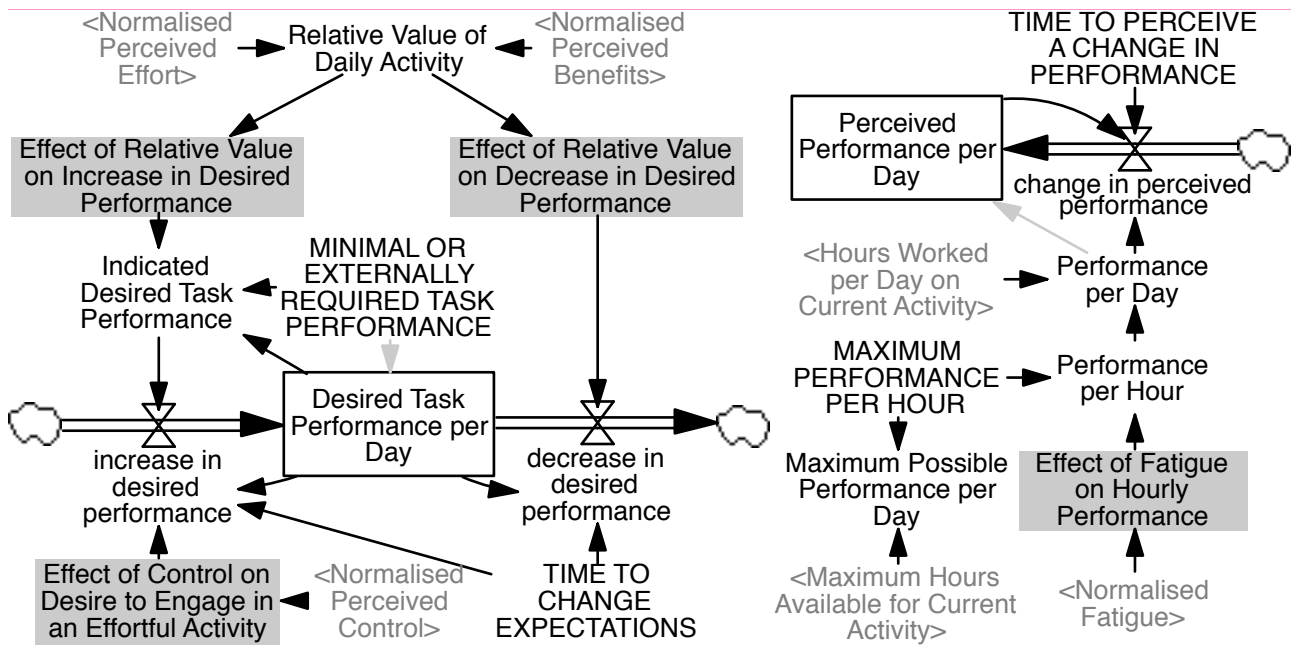 <Normalised
Perceived
Effort>
Relative Value of
Daily Activity
<Normalised
Perceived
Benefits>
Effect of Relative Value
on Increase in Desired
Performance
Effect of Relative Value
on Decrease in Desired
Performance
Indicated
Desired Task
Performance
MINIMAL OR
EXTERNALLY
REQUIRED TASK
PERFORMANCE
Desired Task
Performance per
Day
increase in
desired
performance
decrease in
desired
performance
Effect of Control on
Desire to Engage in
an Effortful Activity
<Normalised
Perceived
Control>
TIME TO
CHANGE
EXPECTATIONS
TIME TO PERCEIVE
A CHANGE IN
PERFORMANCE
Perceived
Performance per
Day
change in perceived
performance
<Hours Worked
per Day on
Current Activity>
Performance
per Day
MAXIMUM
PERFORMANCE
PER HOUR
Performance
per Hour
Maximum Possible
Performance per
Day
Effect of Fatigue
on Hourly
Performance
<Maximum Hours
Available for Current
Activity>
<Normalised
Fatigue>